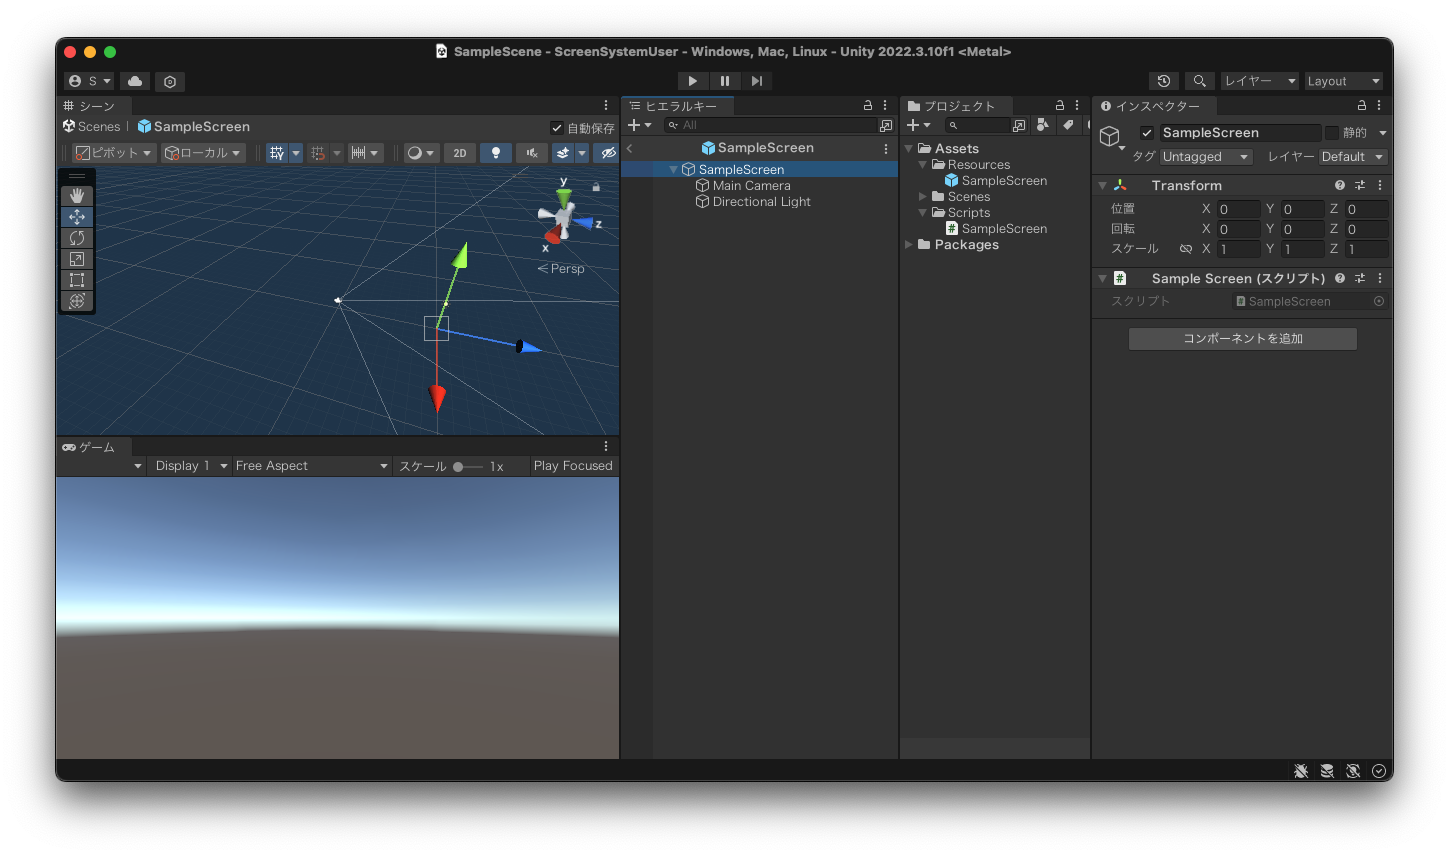 SampleScene - ScreenSystemUser - Windows, Mac, Linux - Unity 2022.3.10f1 <Metal>
S
レイヤー
Layout
シーン
Scenes
SampleScreen
自動保存
ピボット
ローカル
2D
y
z
x
Persp
ゲーム
Display 1
Free Aspect
スケール
1x
Play Focused
ヒエラルキー
All
SampleScreen
SampleScreen
Main Camera
Directional Light
プロジェクト
Assets
Resources
SampleScreen
Scenes
Scripts
SampleScreen
Packages
インスペクター
SampleScreen
静的
タグ Untagged
レイヤー Default
Transform
位置 X 0 Y 0 Z 0
回転 X 0 Y 0 Z 0
スケール X 1 Y 1 Z 1
Sample Screen (スクリプト)
スクリプト
SampleScreen
コンポーネントを追加